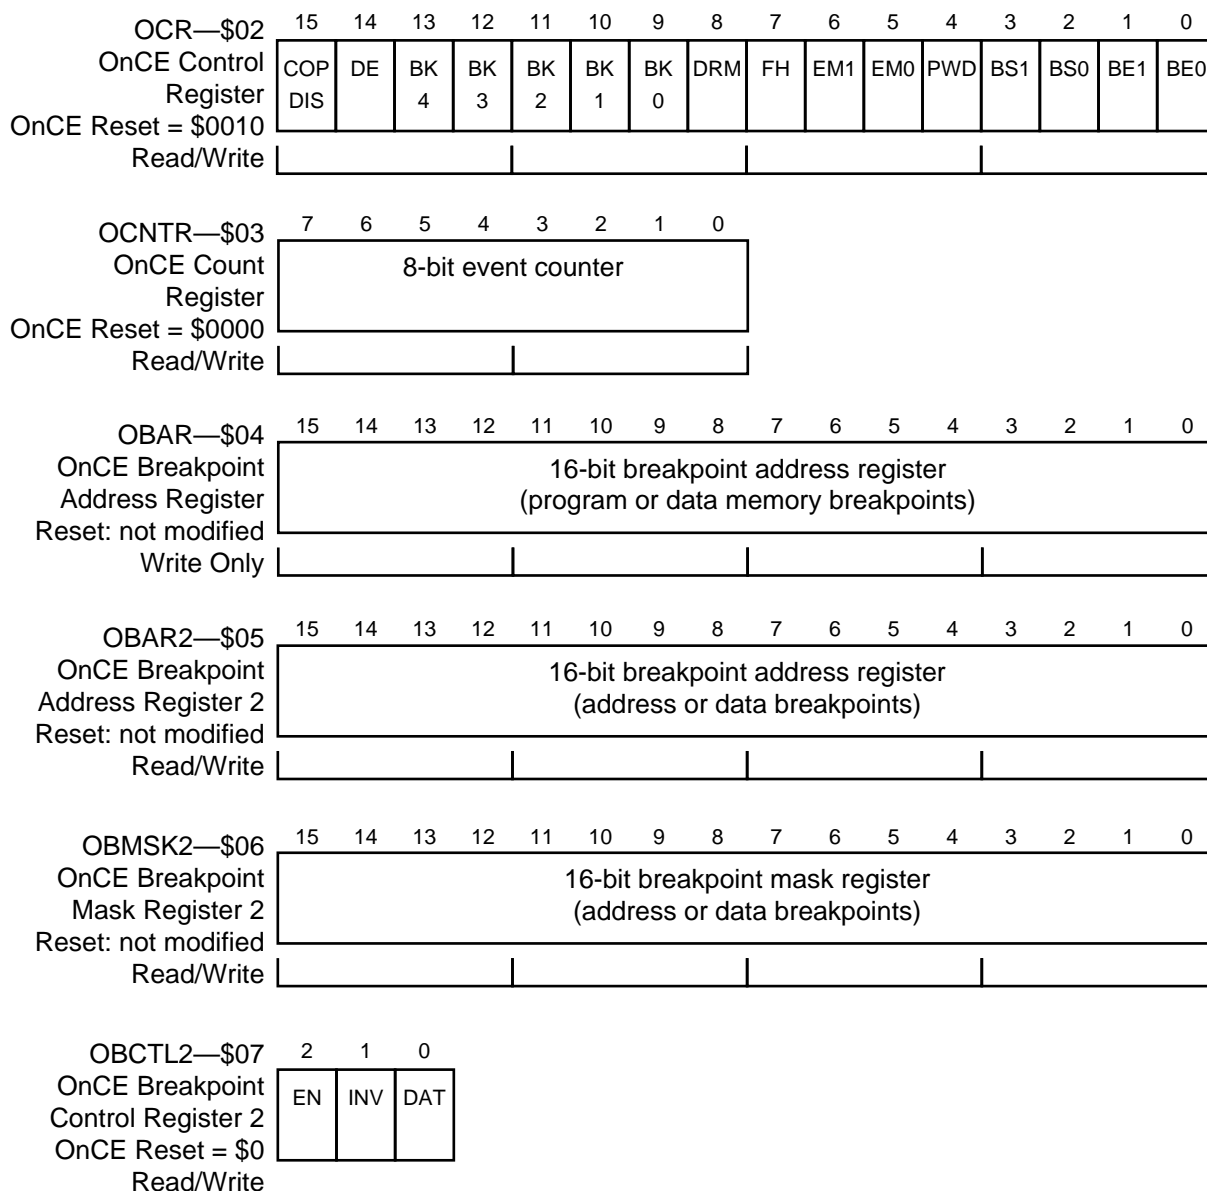 OCR—$02
OnCE Control
Register
OnCE Reset = $0010
Read/Write
15 14 13 12 11 10 9 8 7 6 5 4 3 2 1 0
COP DE BK BK BK BK BK DRM FH EM1 EM0 PWD BS1 BS0 BE1 BE0
DIS 4 3 2 1 0
OCNTR—$03
OnCE Count
Register
OnCE Reset = $0000
Read/Write
7 6 5 4 3 2 1 0
8-bit event counter
OBAR—$04
OnCE Breakpoint
Address Register
Reset: not modified
Write Only
15 14 13 12 11 10 9 8 7 6 5 4 3 2 1 0
16-bit breakpoint address register
(program or data memory breakpoints)
OBAR2—$05
OnCE Breakpoint
Address Register 2
Reset: not modified
Read/Write
15 14 13 12 11 10 9 8 7 6 5 4 3 2 1 0
16-bit breakpoint address register
(address or data breakpoints)
OBMSK2—$06
OnCE Breakpoint
Mask Register 2
Reset: not modified
Read/Write
15 14 13 12 11 10 9 8 7 6 5 4 3 2 1 0
16-bit breakpoint mask register
(address or data breakpoints)
OBCTL2—$07
OnCE Breakpoint
Control Register 2
OnCE Reset = $0
Read/Write
2 1 0
EN INV DAT